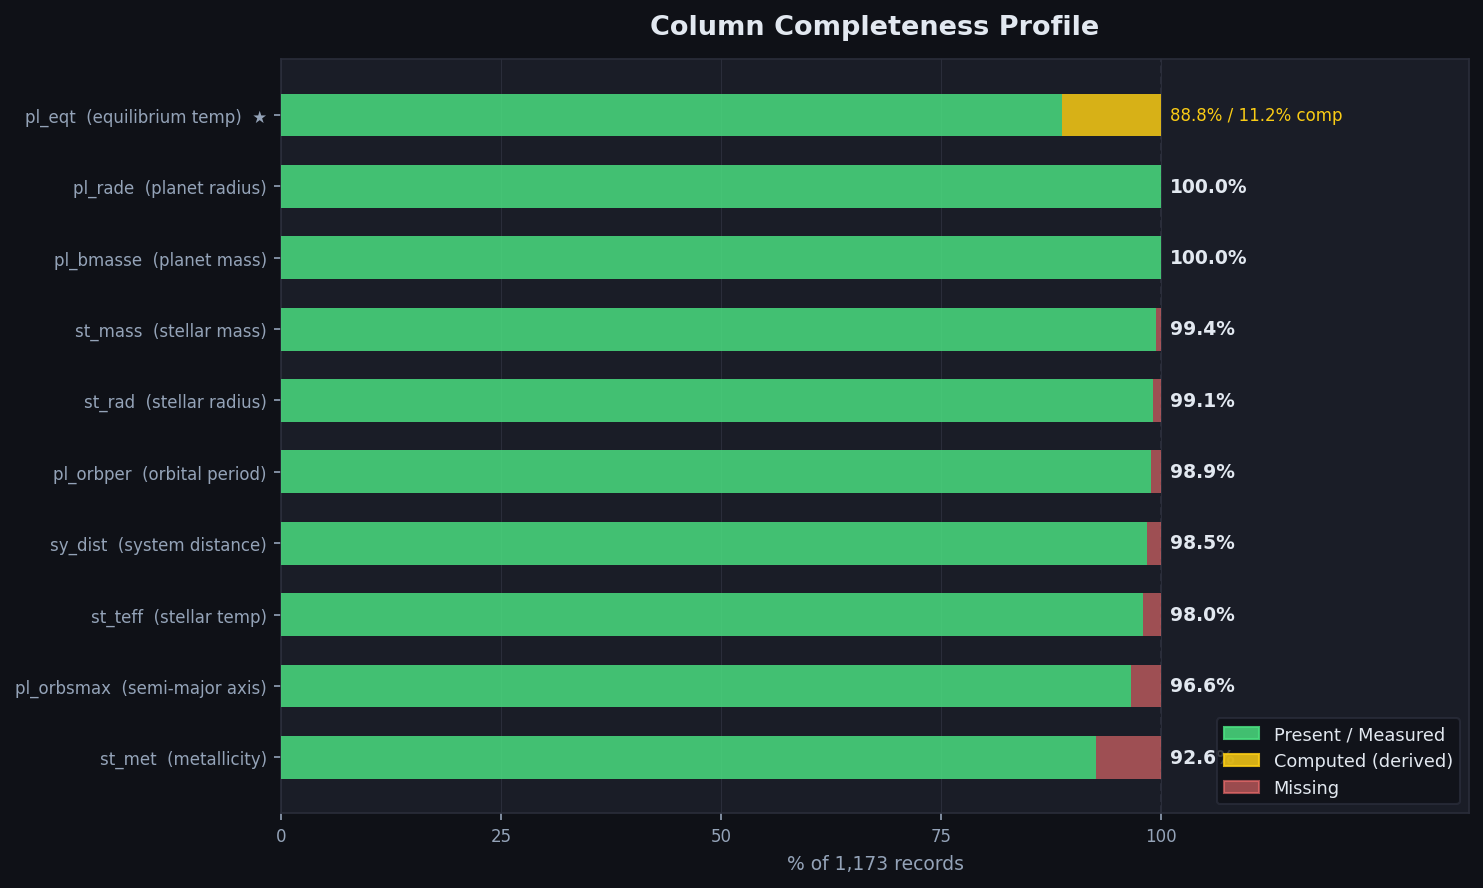 Column Completeness Profile
pl_eqt (equilibrium temp) ★ 88.8% / 11.2% comp
pl_rade (planet radius) 100.0%
pl_bmasse (planet mass) 100.0%
st_mass (stellar mass) 99.4%
st_rad (stellar radius) 99.1%
pl_orbper (orbital period) 98.9%
sy_dist (system distance) 98.5%
st_teff (stellar temp) 98.0%
pl_orbsmax (semi-major axis) 96.6%
st_met (metallicity) 92.6%
Present / Measured
Computed (derived)
Missing
0 25 50 75 100
% of 1,173 records